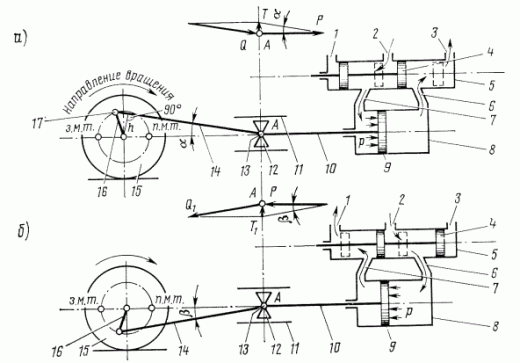 T α P
Q A
а)
1 2 3
4
5
6
7
8
9
p
Направление вращения
90°
17
з.м.т. h п.м.т.
α
16 15 14 13 12 11 10
A
A P
Q₁ T₁ β
б)
1 2 3
4
5
6
7
8
9
p
з.м.т. п.м.т.
β
A
16 15 14 13 12 11 10